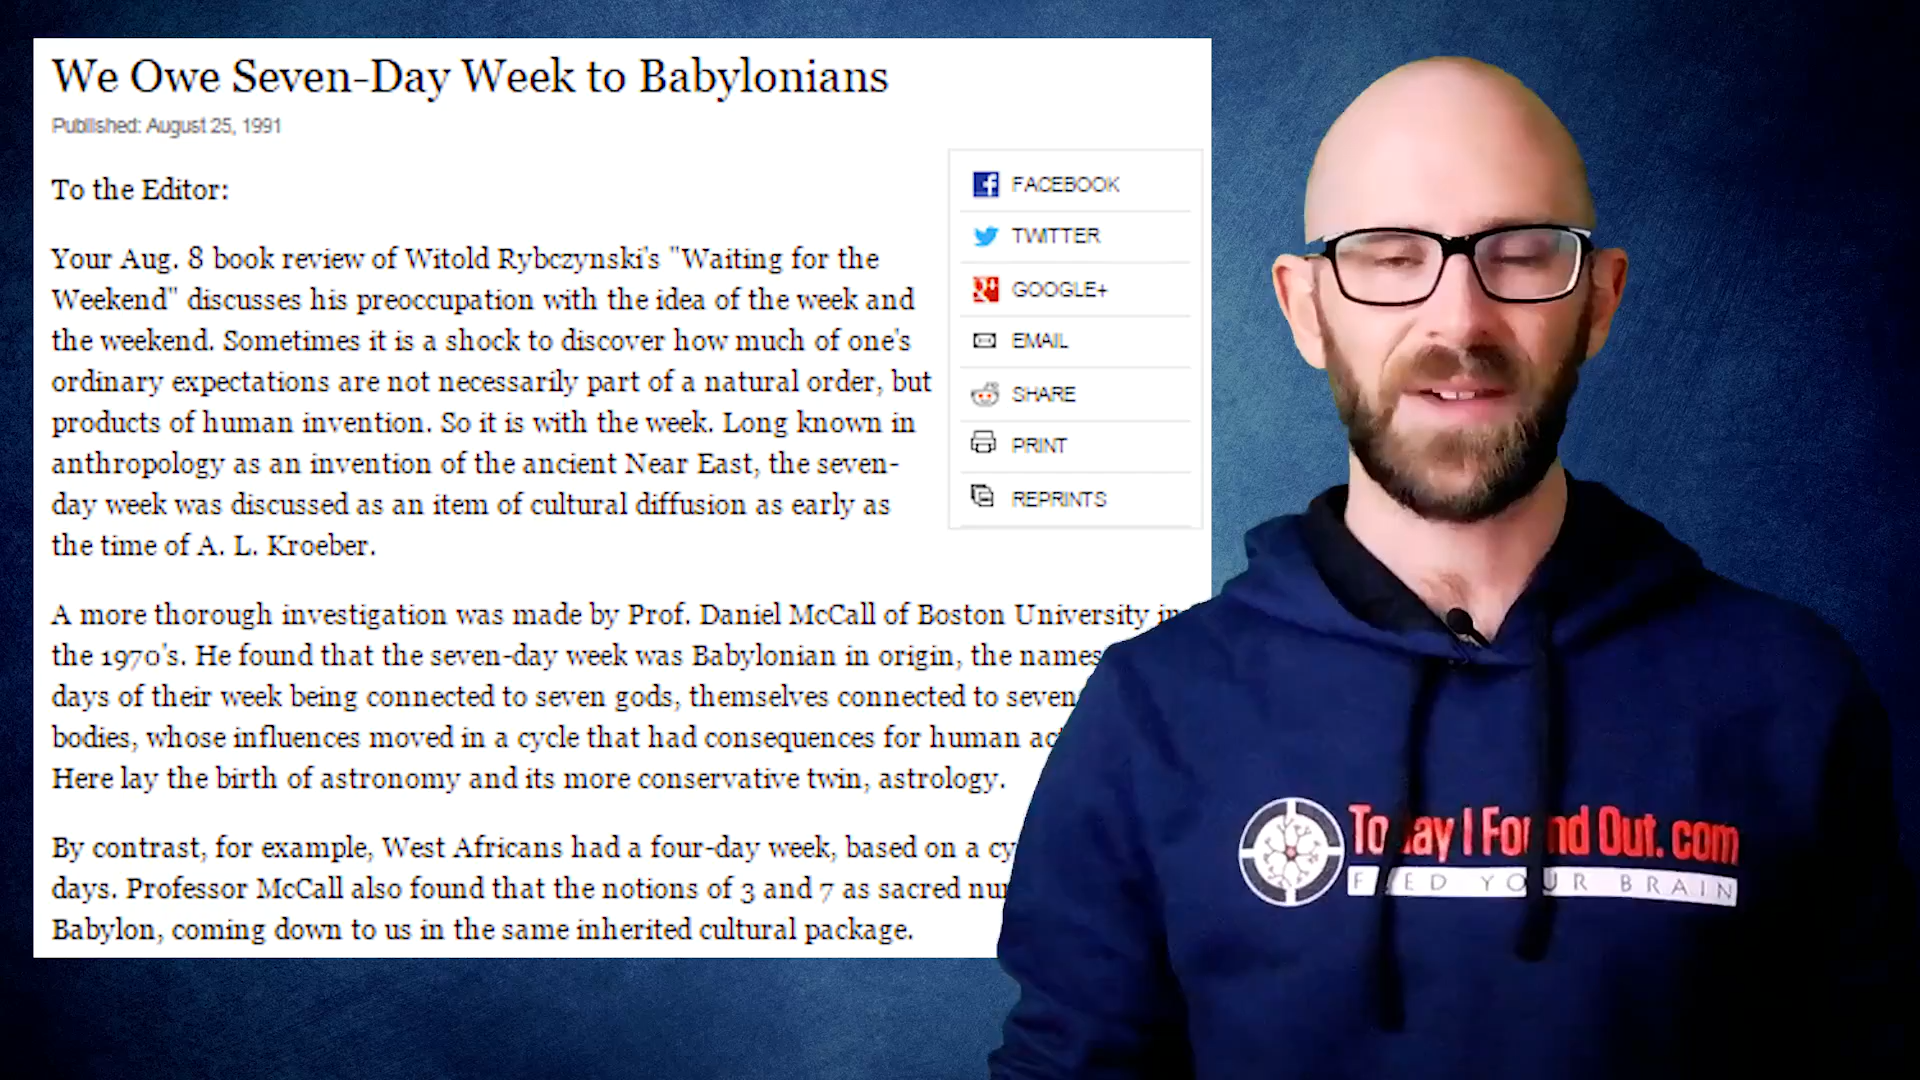 We Owe Seven-Day Week to Babylonians
Published: August 25, 1991
To the Editor:
Your Aug. 8 book review of Witold Rybczynski's "Waiting for the
Weekend" discusses his preoccupation with the idea of the week and
the weekend. Sometimes it is a shock to discover how much of one's
ordinary expectations are not necessarily part of a natural order, but
products of human invention. So it is with the week. Long known in
anthropology as an invention of the ancient Near East, the seven-
day week was discussed as an item of cultural diffusion as early as
the time of A. L. Kroeber.
A more thorough investigation was made by Prof. Daniel McCall of Boston University in
the 1970's. He found that the seven-day week was Babylonian in origin, the names
days of their week being connected to seven gods, themselves connected to seven
bodies, whose influences moved in a cycle that had consequences for human
Here lay the birth of astronomy and its more conservative twin, astrology.
By contrast, for example, West Africans had a four-day week, based on a
days. Professor McCall also found that the notions of 3 and 7 as sacred
Babylon, coming down to us in the same inherited cultural package.
FACEBOOK
TWITTER
GOOGLE+
EMAIL
SHARE
PRINT
REPRINTS
Today I Found Out.com
FEED YOUR BRAIN